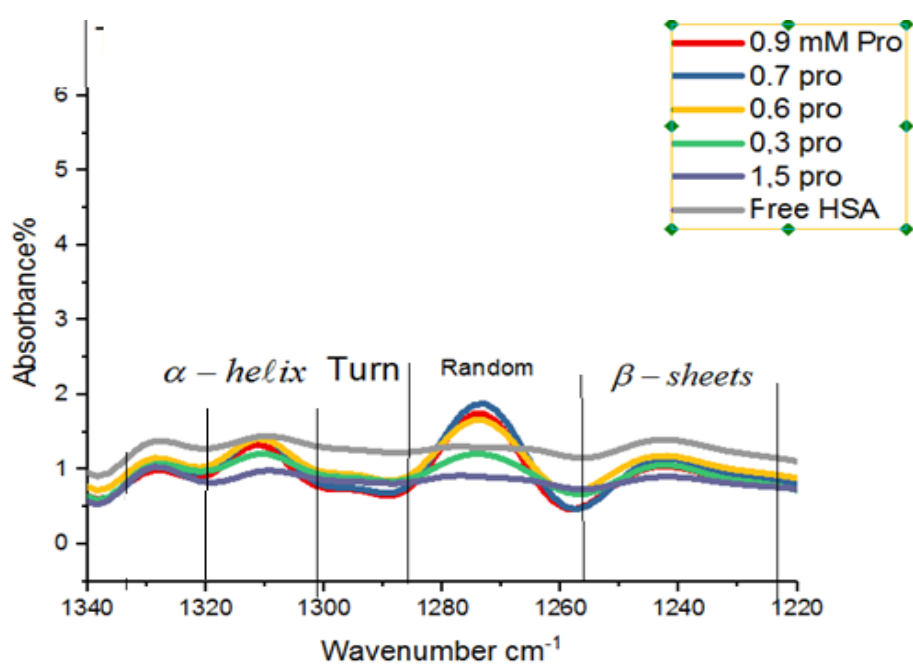 0.9 mM Pro
0.7 pro
0.6 pro
0,3 pro
1,5 pro
Free HSA
6
5
4
3
2
1
0
Absorbance%
α – heℓix
Turn
Random
β – sheets
1340 1320 1300 1280 1260 1240 1220
Wavenumber cm⁻¹